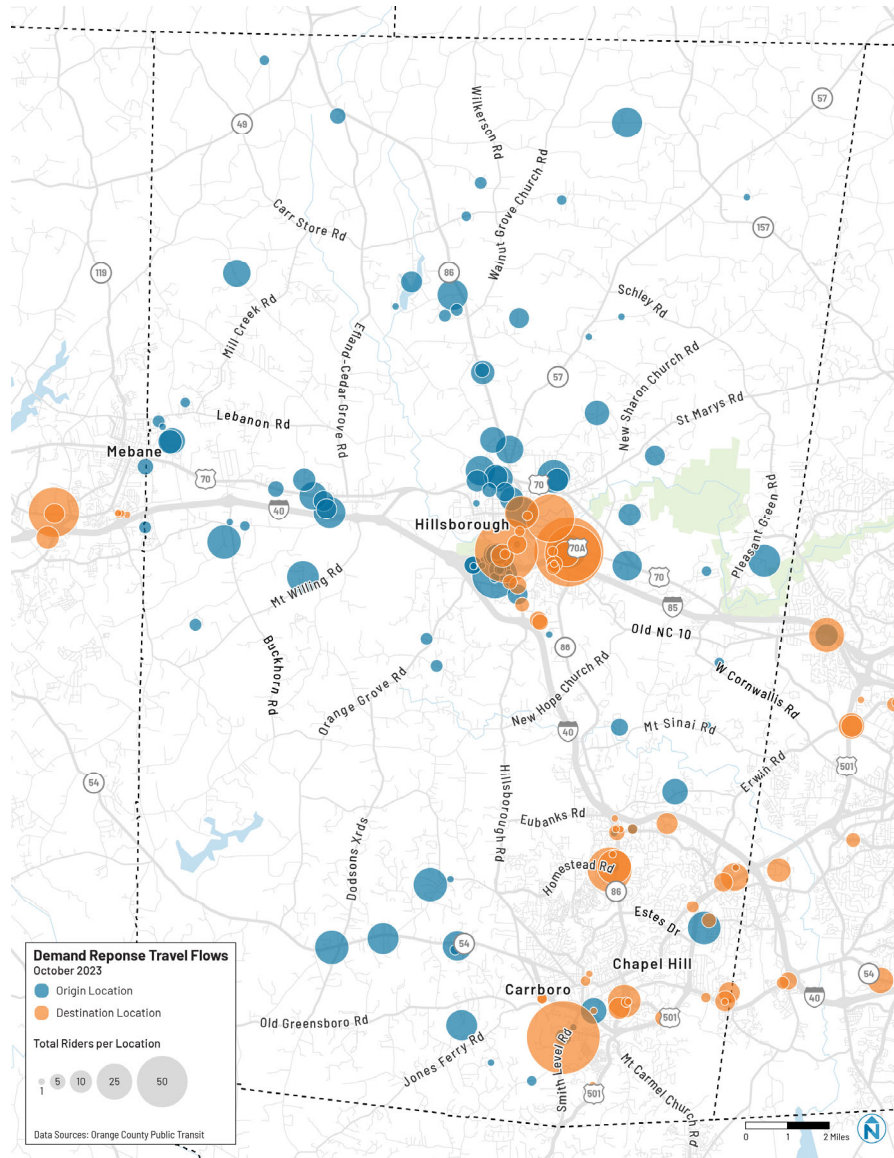 57
49
Wilkerson Rd
Walnut Grove Church Rd
Carr Store Rd
157
119
86
Mill Creek Rd
Schley Rd
Efland-Cedar Grove Rd
57
New Sharon Church Rd
St Marys Rd
Lebanon Rd
Mebane
70
70
Pleasant Green Rd
40
Hillsborough
70A
70
Mt Willing Rd
85
Old NC 10
Buckhorn Rd
86
Orange Grove Rd
New Hope Church Rd
W Cornwallis Rd
Mt Sinai Rd
40
Erwin Rd
501
54
Hillsborough Rd
Eubanks Rd
Dodsons Xrds
Homestead Rd
86
Estes Dr
54
Chapel Hill
54
Carrboro
40
Old Greensboro Rd
501
Smith Level Rd
Jones Ferry Rd
Mt Carmel Church Rd
501
Demand Reponse Travel Flows
October 2023
Origin Location
Destination Location
Total Riders per Location
1 5 10 25 50
Data Sources: Orange County Public Transit
0 1 2 Miles
N